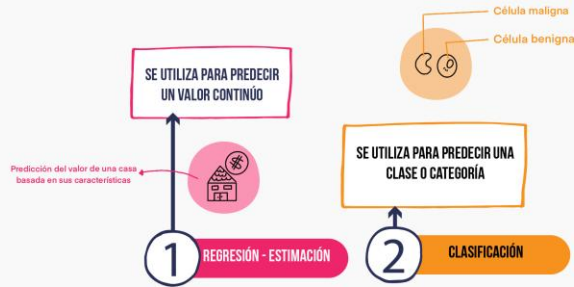 Célula maligna
Célula benigna
SE UTILIZA PARA PREDECIR
UN VALOR CONTINÚO
Predicción del valor de una casa
basada en sus características
$
SE UTILIZA PARA PREDECIR UNA
CLASE O CATEGORÍA
1
REGRESIÓN - ESTIMACIÓN
2
CLASIFICACIÓN